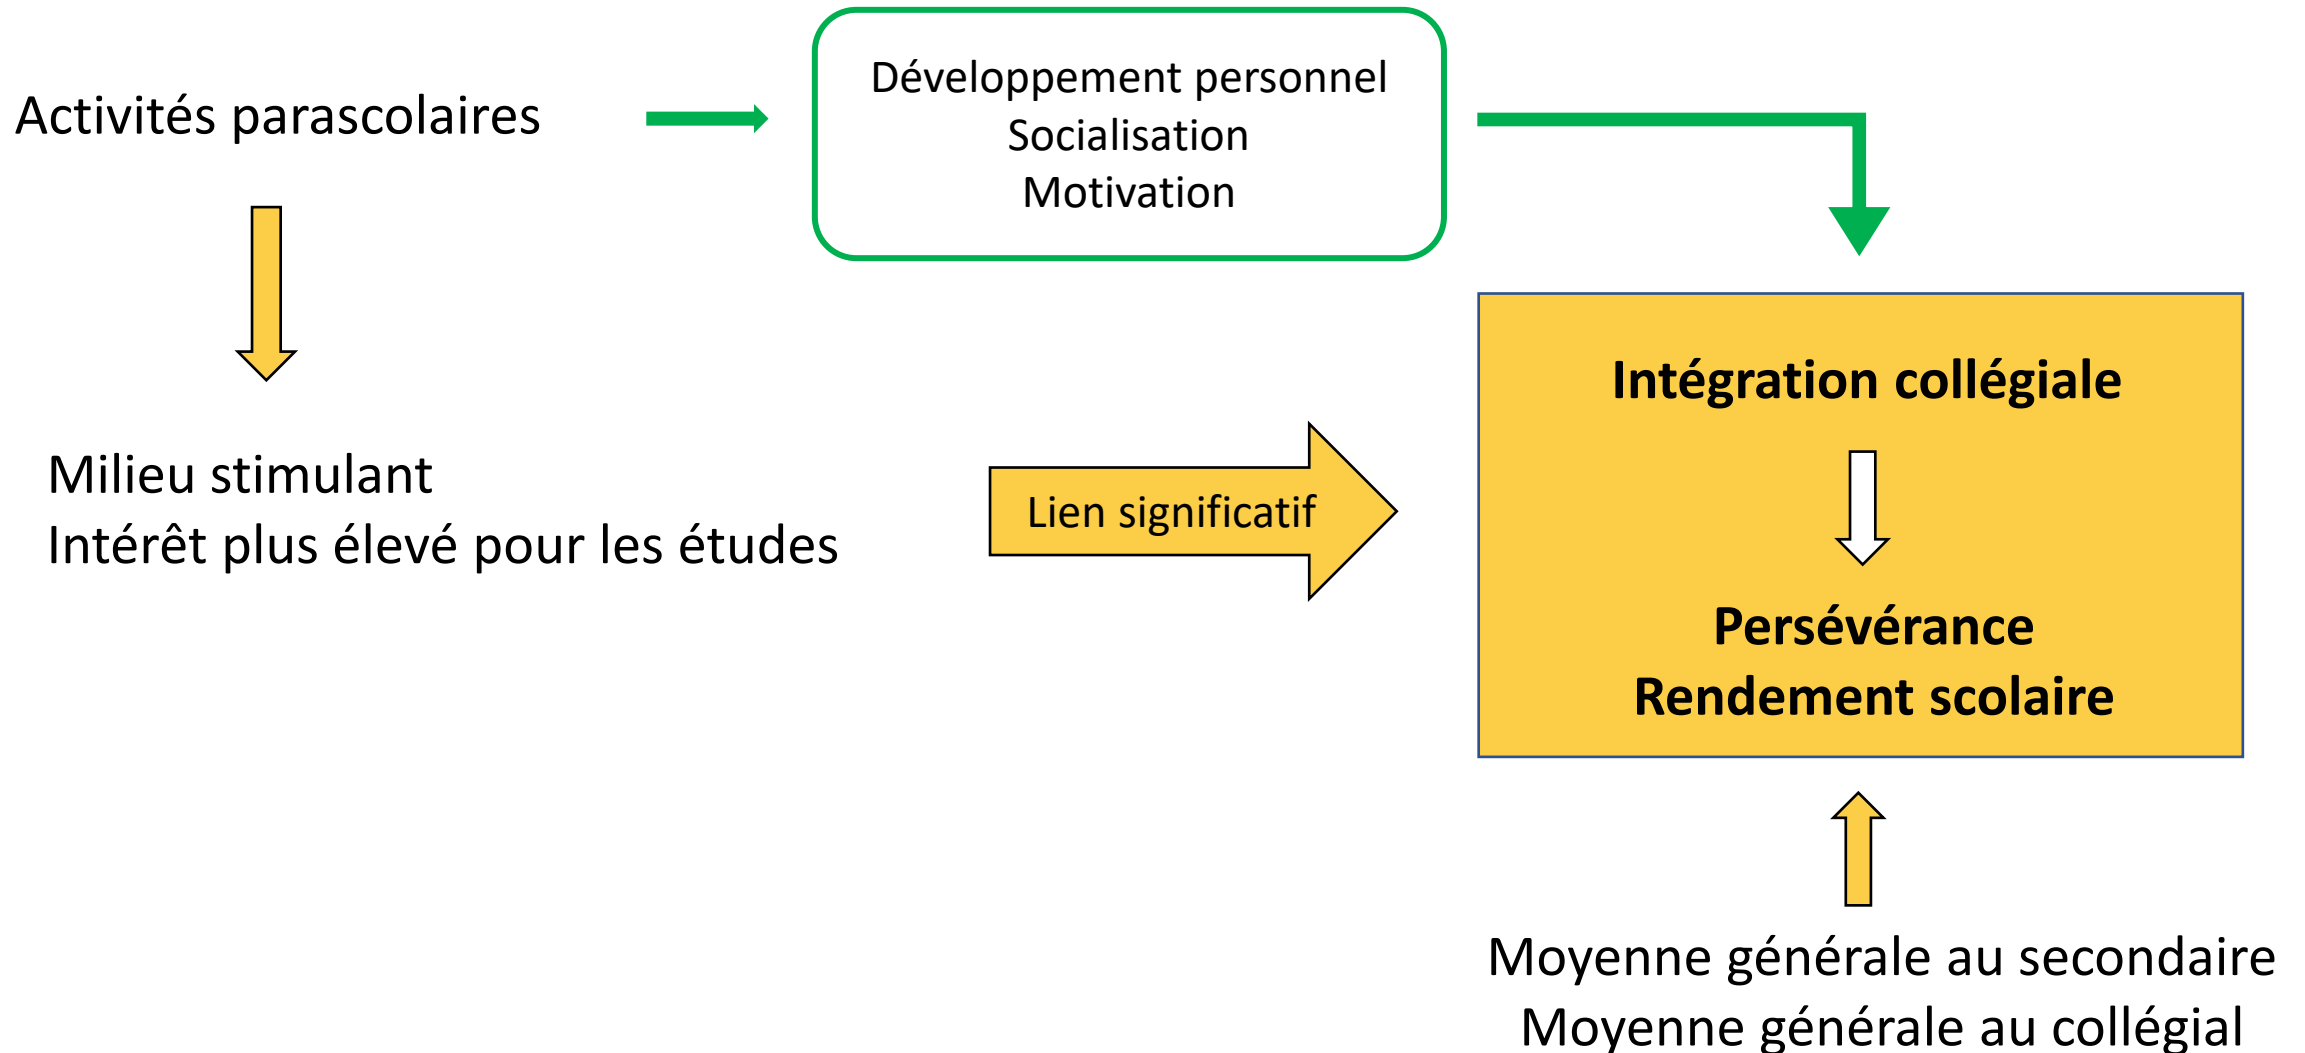 Activités parascolaires
Développement personnel
Socialisation
Motivation
Milieu stimulant
Intérêt plus élevé pour les études
Lien significatif
Intégration collégiale
Persévérance
Rendement scolaire
Moyenne générale au secondaire
Moyenne générale au collégial